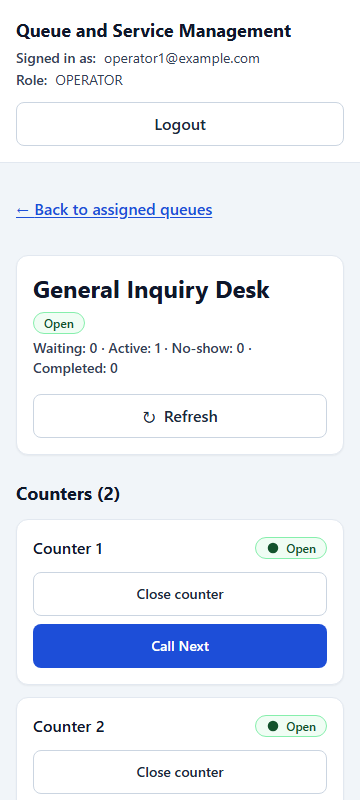 Queue and Service Management
Signed in as: operator1@example.com
Role: OPERATOR
Logout
← Back to assigned queues
General Inquiry Desk
Open
Waiting: 0 · Active: 1 · No-show: 0 ·
Completed: 0
↻ Refresh
Counters (2)
Counter 1
Open
Close counter
Call Next
Counter 2
Open
Close counter